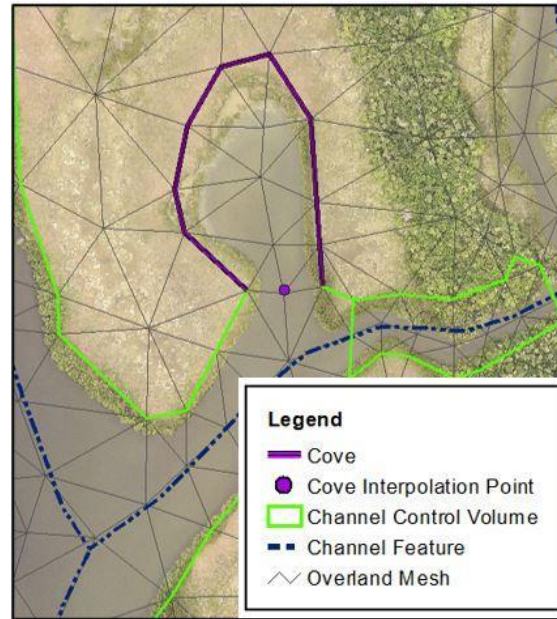 Legend
Cove
Cove Interpolation Point
Channel Control Volume
Channel Feature
Overland Mesh